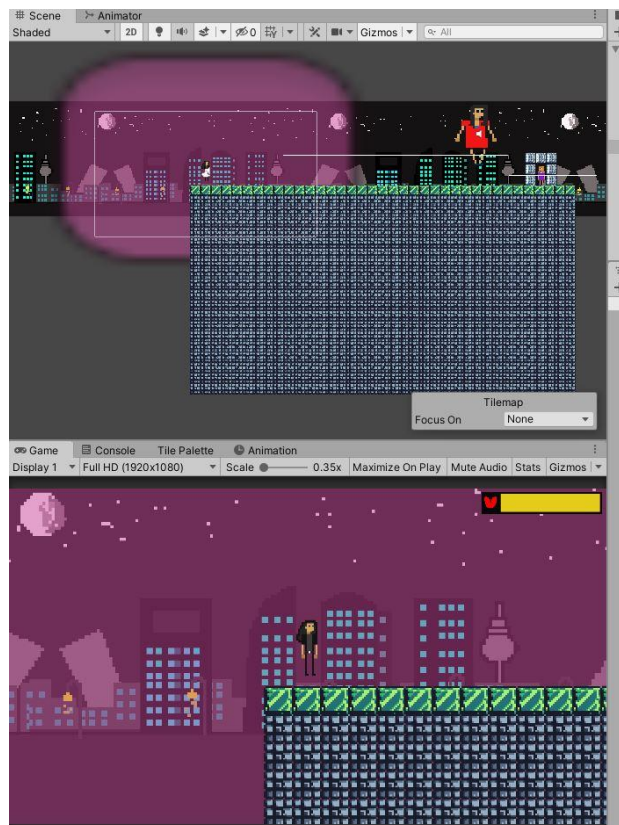 Scene Animator
Shaded 2D 0 Gizmos All
Tilemap
Focus On None
Game Console Tile Palette Animation
Display 1 Full HD (1920x1080) Scale 0.35x Maximize On Play Mute Audio Stats Gizmos